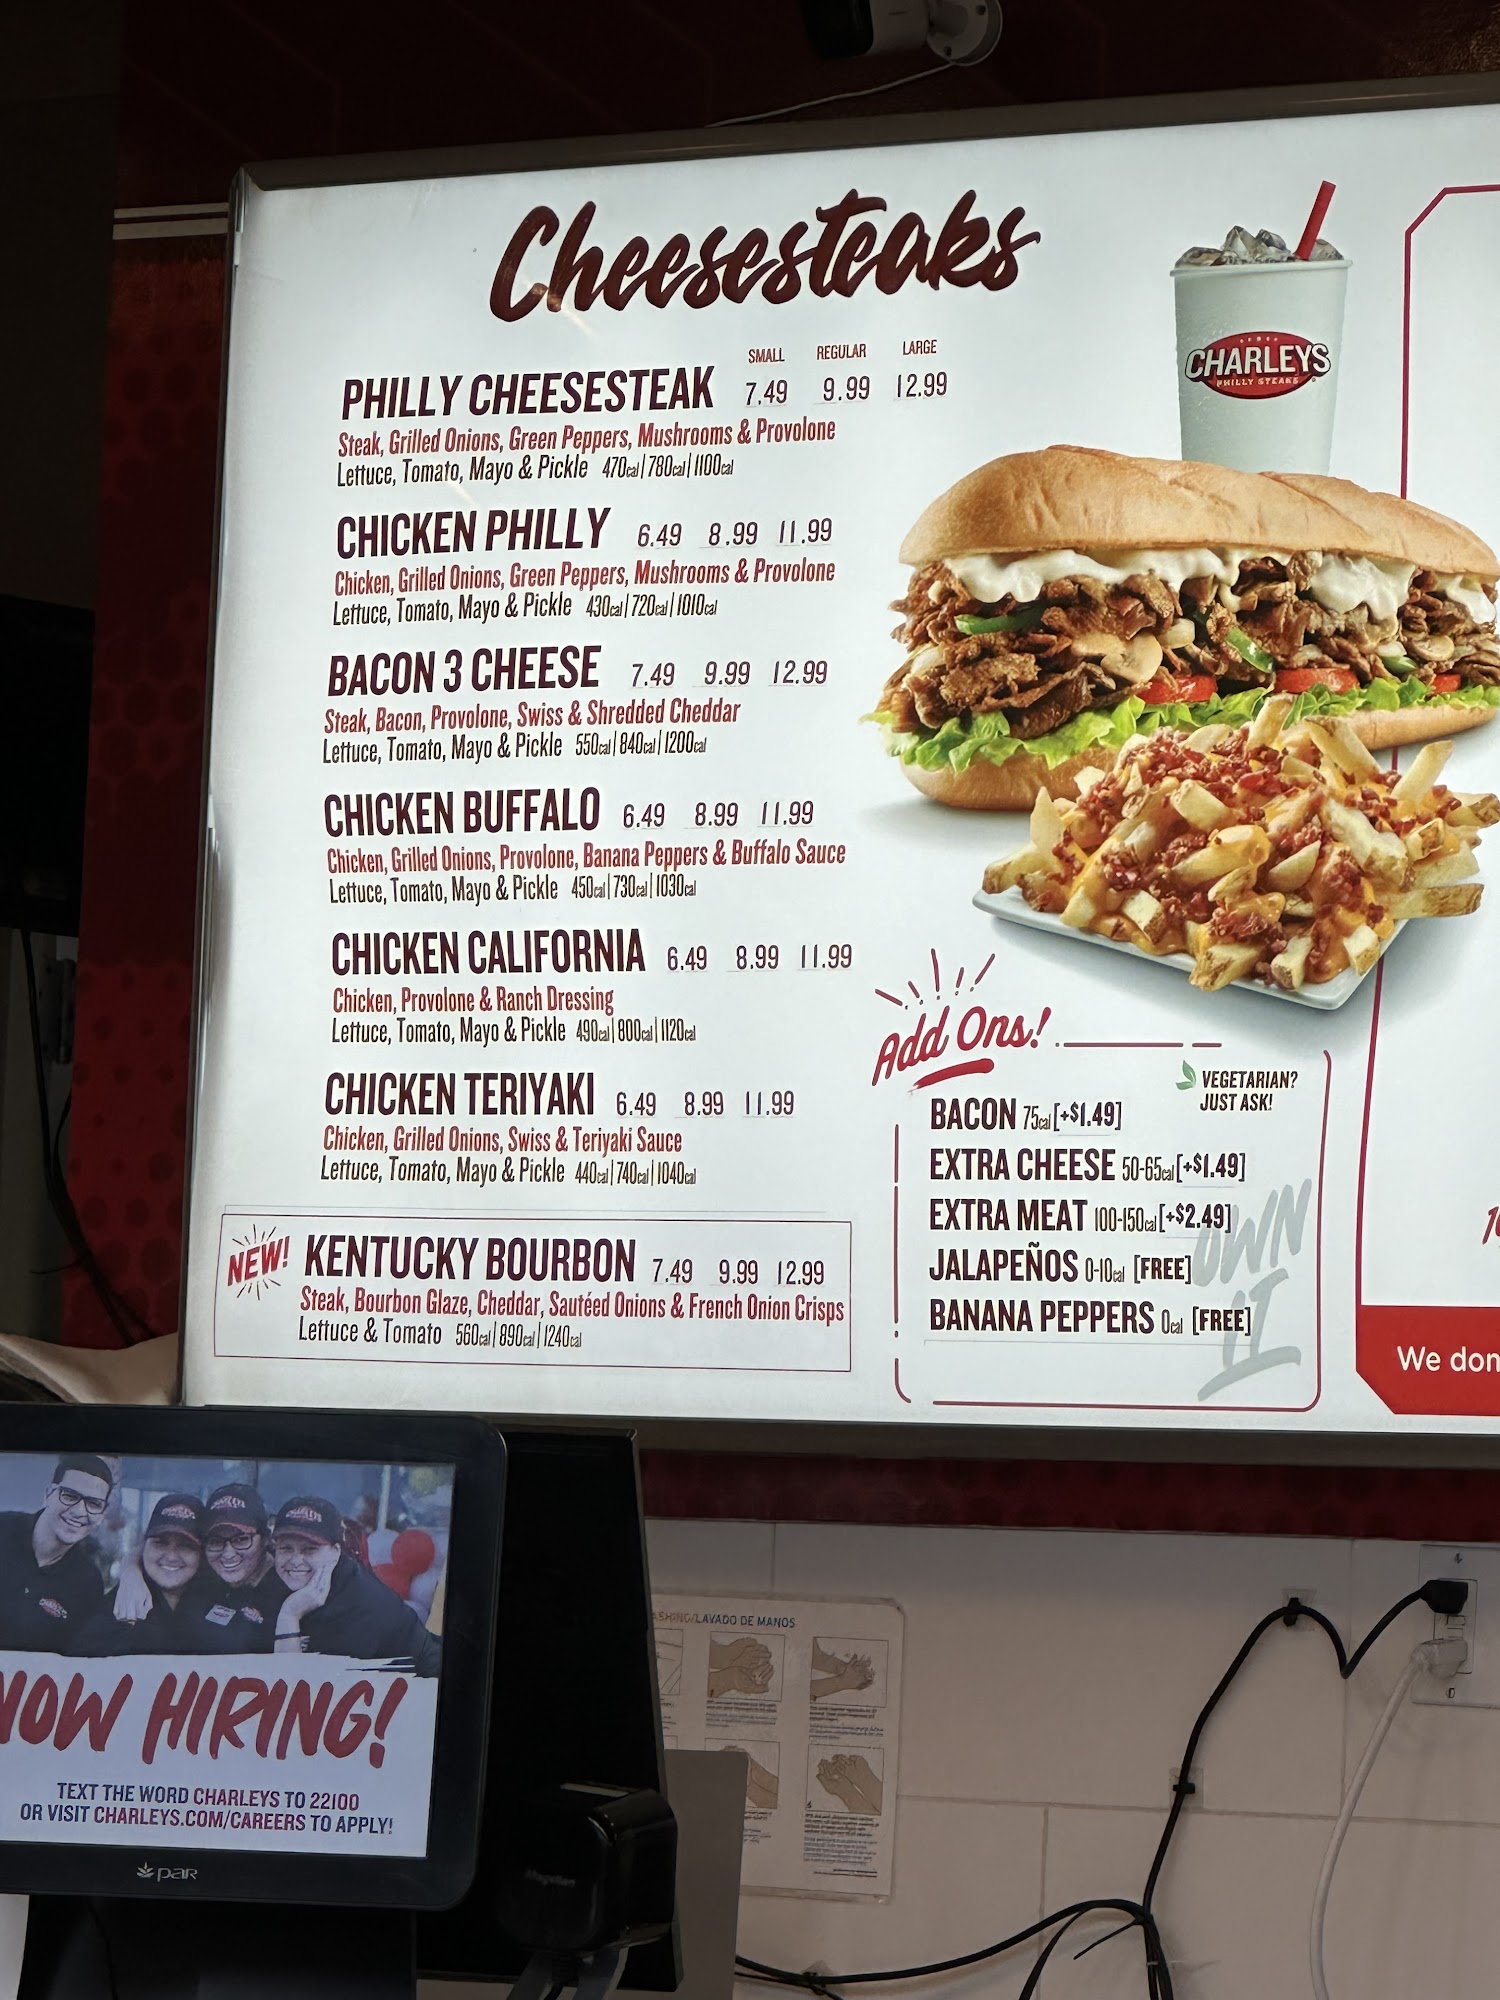 Cheesesteaks
SMALL REGULAR LARGE
PHILLY CHEESESTEAK 7.49 9.99 12.99
Steak, Grilled Onions, Green Peppers, Mushrooms & Provolone
Lettuce, Tomato, Mayo & Pickle 470cal|780cal|1100cal
CHICKEN PHILLY 6.49 8.99 11.99
Chicken, Grilled Onions, Green Peppers, Mushrooms & Provolone
Lettuce, Tomato, Mayo & Pickle 430cal|720cal|1010cal
BACON 3 CHEESE 7.49 9.99 12.99
Steak, Bacon, Provolone, Swiss & Shredded Cheddar
Lettuce, Tomato, Mayo & Pickle 550cal|840cal|1200cal
CHICKEN BUFFALO 6.49 8.99 11.99
Chicken, Grilled Onions, Provolone, Banana Peppers & Buffalo Sauce
Lettuce, Tomato, Mayo & Pickle 450cal|730cal|1030cal
CHICKEN CALIFORNIA 6.49 8.99 11.99
Chicken, Provolone & Ranch Dressing
Lettuce, Tomato, Mayo & Pickle 490cal|800cal|1120cal
CHICKEN TERIYAKI 6.49 8.99 11.99
Chicken, Grilled Onions, Swiss & Teriyaki Sauce
Lettuce, Tomato, Mayo & Pickle 440cal|740cal|1040cal
NEW! KENTUCKY BOURBON 7.49 9.99 12.99
Steak, Bourbon Glaze, Cheddar, Sautéed Onions & French Onion Crisps
Lettuce & Tomato 560cal|890cal|1240cal
CHARLEYS
PHILLY STEAKS
Add Ons!
VEGETARIAN?
JUST ASK!
BACON 75cal[+$1.49]
EXTRA CHEESE 50-65cal[+$1.49]
EXTRA MEAT 100-150cal[+$2.49]
JALAPEÑOS 0-10cal [FREE]
BANANA PEPPERS 0cal [FREE]
OWN
IT
We don
NOW HIRING!
TEXT THE WORD CHARLEYS TO 22100
OR VISIT CHARLEYS.COM/CAREERS TO APPLY!
par
Magellan
ASHING/LAVADO DE MANOS